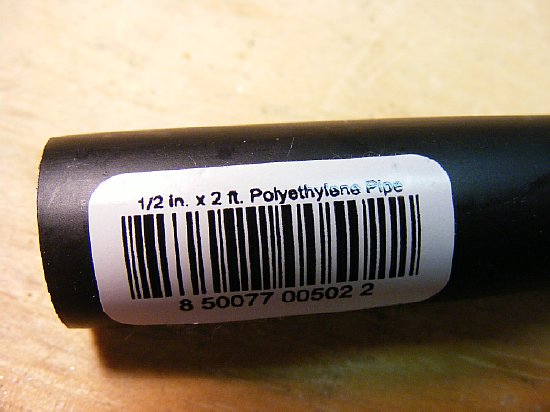 1/2 in. x 2 ft. Polyethylene Pipe
8 50077 00502 2